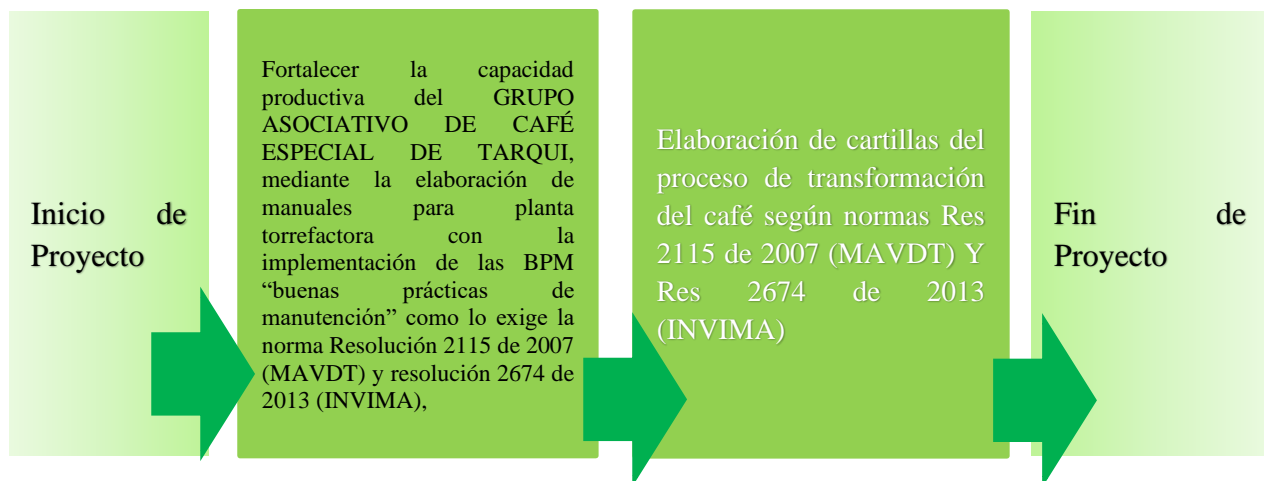 Inicio de
Proyecto
Fortalecer la capacidad
productiva del GRUPO
ASOCIATIVO DE CAFÉ
ESPECIAL DE TARQUI,
mediante la elaboración de
manuales para planta
torrefactora con la
implementación de las BPM
“buenas prácticas de
manutención” como lo exige la
norma Resolución 2115 de 2007
(MAVDT) y resolución 2674 de
2013 (INVIMA),
Elaboración de cartillas del
proceso de transformación
del café según normas Res
2115 de 2007 (MAVDT) Y
Res 2674 de 2013
(INVIMA)
Fin de
Proyecto